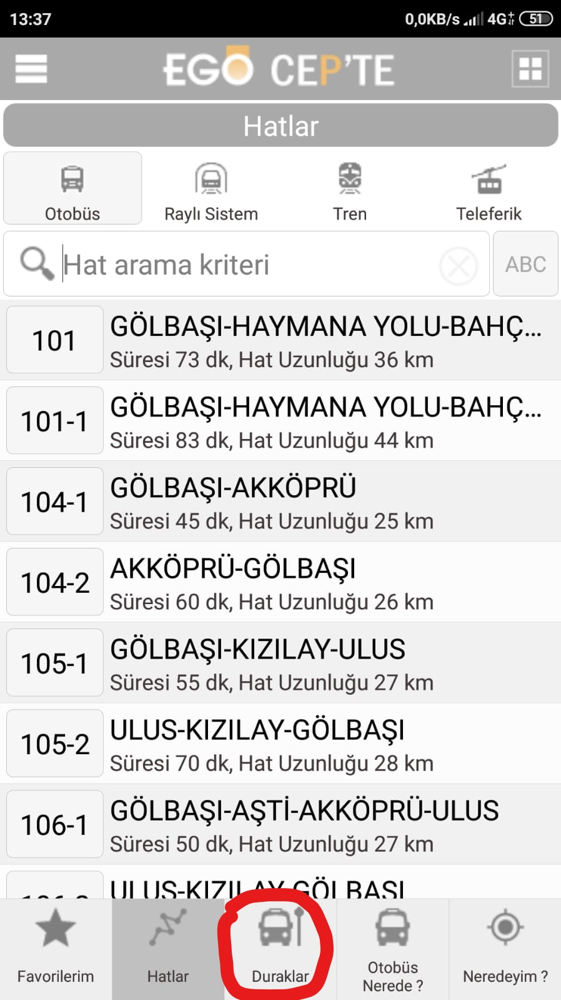 13:37
0,0KB/s 4G 51
EGO CEP'TE
Hatlar
Otobüs Raylı Sistem Tren Teleferik
Hat arama kriteri ABC
101 GÖLBAŞI-HAYMANA YOLU-BAHÇ...
Süresi 73 dk, Hat Uzunluğu 36 km
101-1 GÖLBAŞI-HAYMANA YOLU-BAHÇ...
Süresi 83 dk, Hat Uzunluğu 44 km
104-1 GÖLBAŞI-AKKÖPRÜ
Süresi 45 dk, Hat Uzunluğu 25 km
104-2 AKKÖPRÜ-GÖLBAŞI
Süresi 60 dk, Hat Uzunluğu 26 km
105-1 GÖLBAŞI-KIZILAY-ULUS
Süresi 55 dk, Hat Uzunluğu 27 km
105-2 ULUS-KIZILAY-GÖLBAŞI
Süresi 70 dk, Hat Uzunluğu 28 km
106-1 GÖLBAŞI-AŞTİ-AKKÖPRÜ-ULUS
Süresi 50 dk, Hat Uzunluğu 27 km
ULUS-KIZILAY-GÖLBAŞI
Favorilerim Hatlar Duraklar Otobüs Nerede ? Neredeyim ?